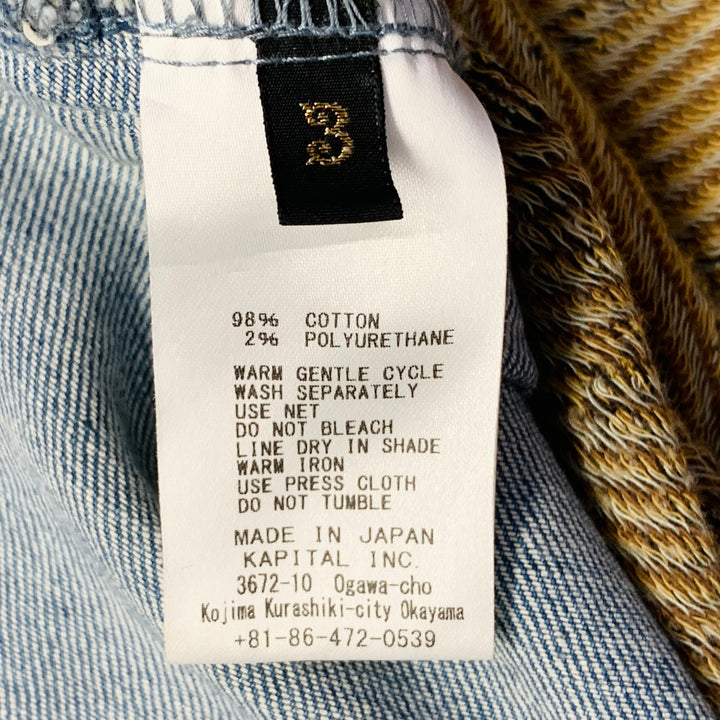 3
98% COTTON
2% POLYURETHANE
WARM GENTLE CYCLE
WASH SEPARATELY
USE NET
DO NOT BLEACH
LINE DRY IN SHADE
WARM IRON
USE PRESS CLOTH
DO NOT TUMBLE
MADE IN JAPAN
KAPITAL INC.
3672-10 Ogawa-cho
Kojima Kurashiki-city Okayama
+81-86-472-0539